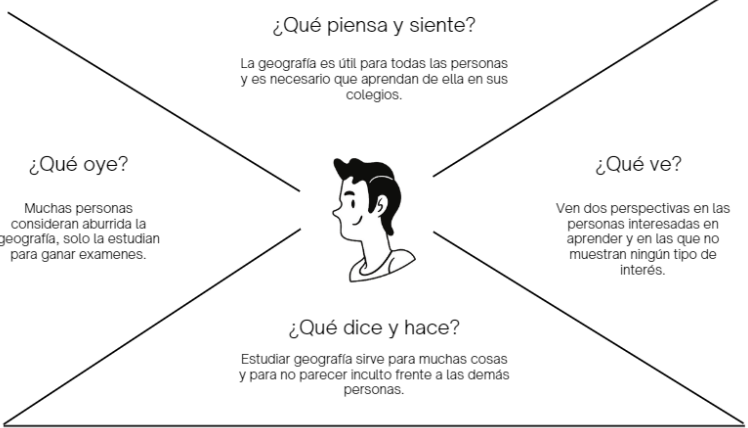 ¿Qué piensa y siente?
La geografía es útil para todas las personas
y es necesario que aprendan de ella en sus
colegios.
¿Qué oye?
Muchas personas
consideran aburrida la
geografía, solo la estudian
para ganar examenes.
¿Qué ve?
Ven dos perspectivas en las
personas interesadas en
aprender y en las que no
muestran ningún tipo de
interés.
¿Qué dice y hace?
Estudiar geografía sirve para muchas cosas
y para no parecer inculto frente a las demás
personas.